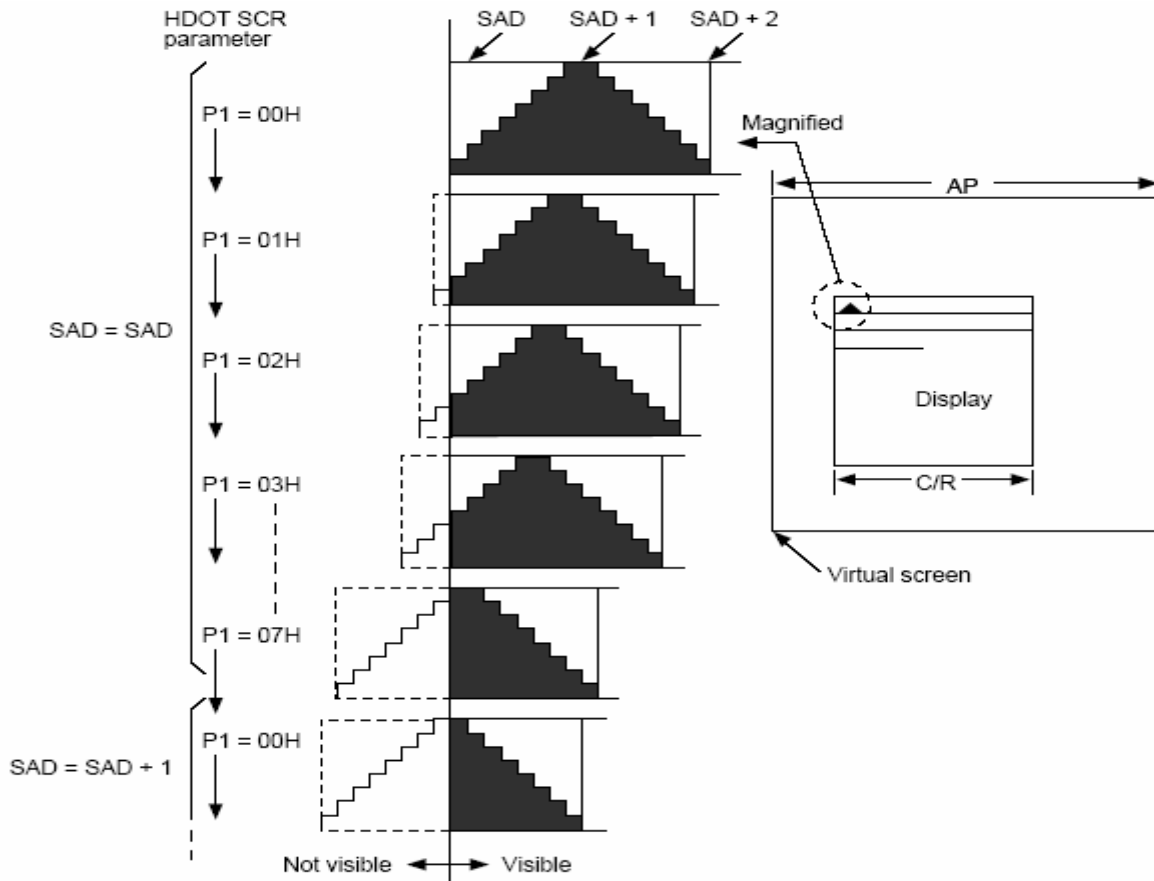 HDOT SCR
parameter
SAD
SAD + 1
SAD + 2
P1 = 00H
Magnified
AP
P1 = 01H
SAD = SAD
P1 = 02H
Display
P1 = 03H
C/R
Virtual screen
P1 = 07H
P1 = 00H
SAD = SAD + 1
Not visible
Visible